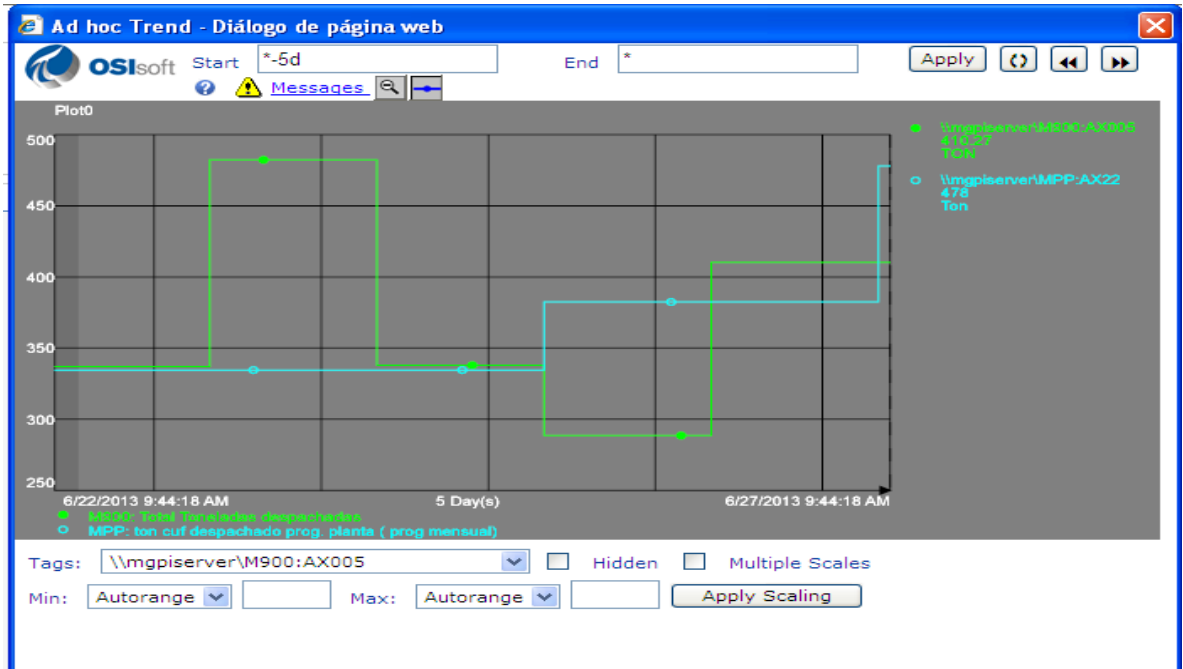 Ad hoc Trend - Diálogo de página web
OSIsoft Start *-5d End * Apply
Messages
Plot0
500
450
400
350
300
250
\\mgpiserver\M900:AX005
410.27
TON
\\mgpiserver\MPP:AX22
478
Ton
6/22/2013 9:44:18 AM 5 Day(s) 6/27/2013 9:44:18 AM
M900: Total Toneladas despachadas
MPP: ton cuf despachado prog. planta ( prog mensual)
Tags: \\mgpiserver\M900:AX005 Hidden Multiple Scales
Min: Autorange Max: Autorange Apply Scaling